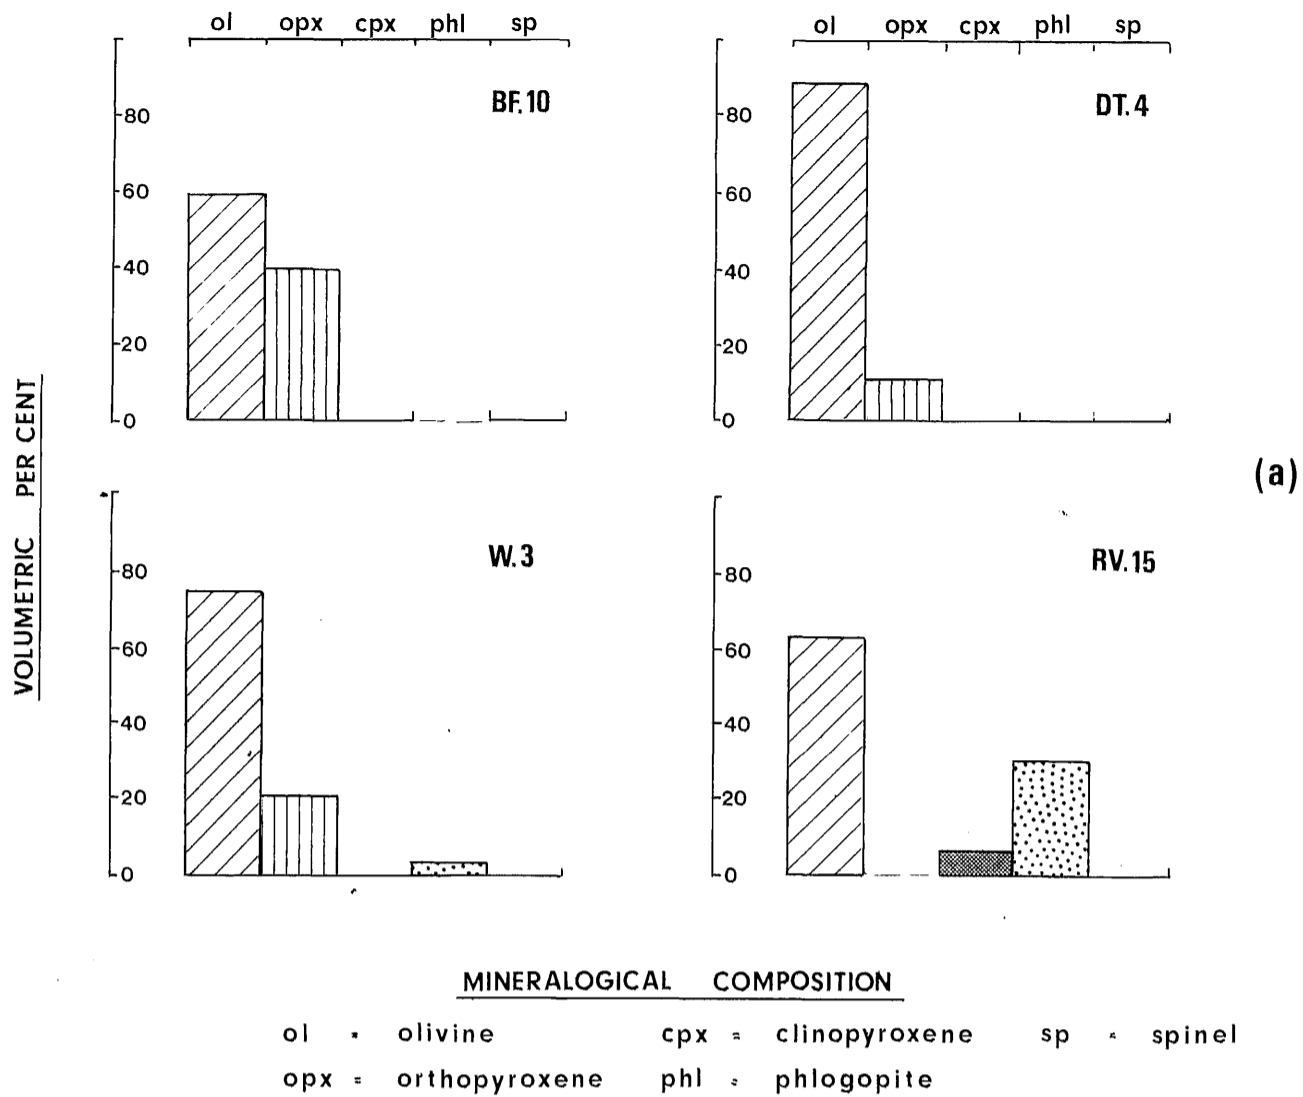 ol opx cpx phl sp
ol opx cpx phl sp
BF.10
80
60
40
20
0
DT.4
80
60
40
20
0
(a)
VOLUMETRIC PER CENT
W.3
80
60
40
20
0
RV.15
80
60
40
20
0
MINERALOGICAL COMPOSITION
ol = olivine cpx = clinopyroxene sp = spinel
opx = orthopyroxene phl = phlogopite